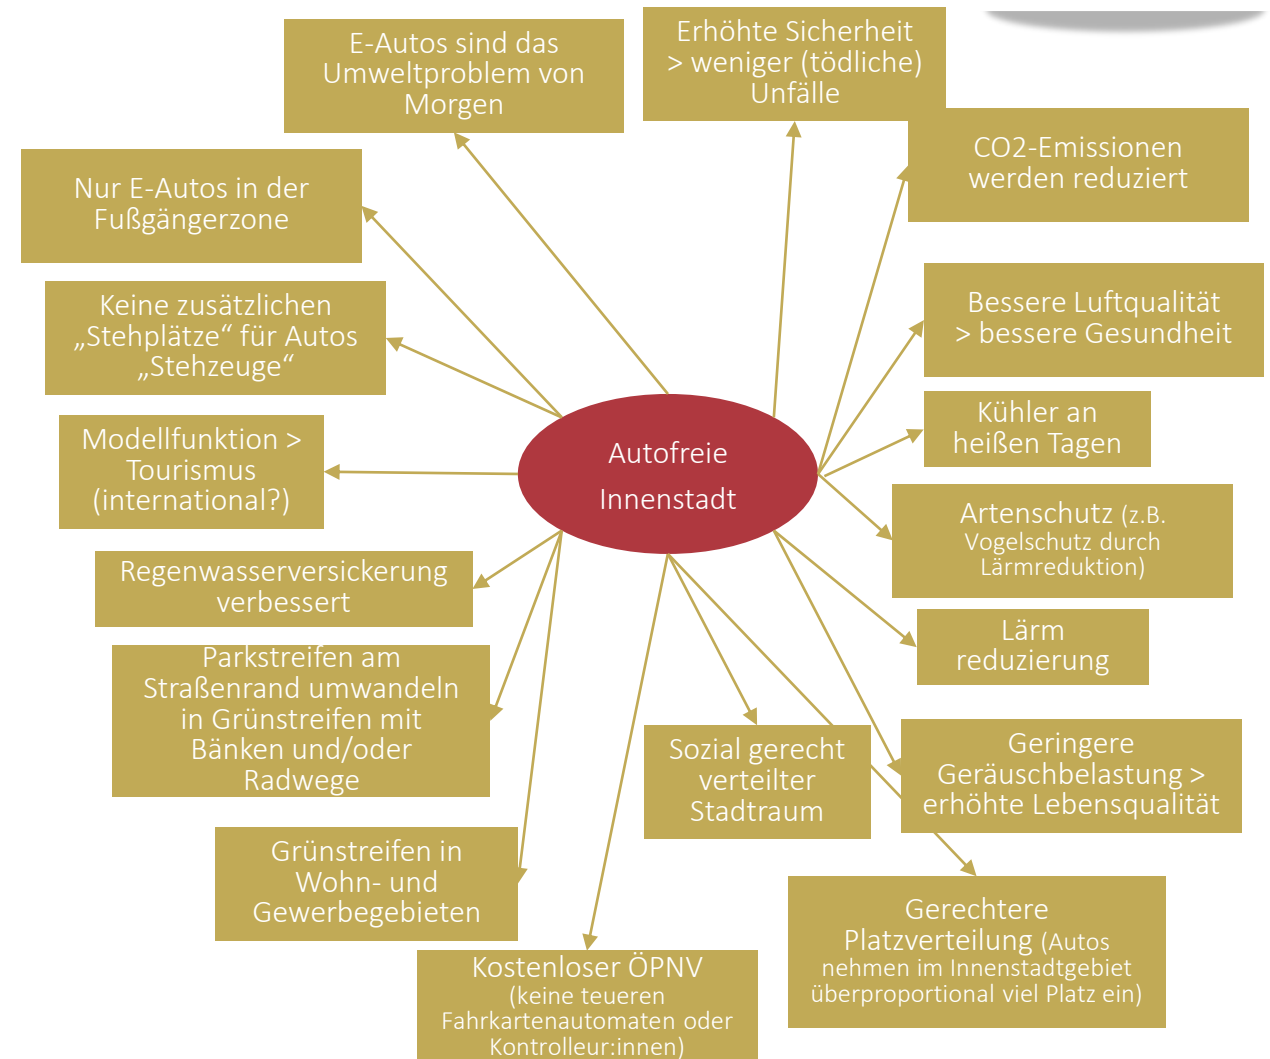 E-Autos sind das
Umweltproblem von
Morgen
Erhöhte Sicherheit
> weniger (tödliche)
Unfälle
CO2-Emissionen
werden reduziert
Nur E-Autos in der
Fußgängerzone
Bessere Luftqualität
> bessere Gesundheit
Keine zusätzlichen
„Stehplätze“ für Autos
„Stehzeuge“
Kühler an
heißen Tagen
Modellfunktion >
Tourismus
(international?)
Autofreie
Innenstadt
Artenschutz (z.B.
Vogelschutz durch
Lärmreduktion)
Regenwasserversickerung
verbessert
Lärm
reduzierung
Parkstreifen am
Straßenrand umwandeln
in Grünstreifen mit
Bänken und/oder
Radwege
Sozial gerecht
verteilter
Stadtraum
Geringere
Geräuschbelastung >
erhöhte Lebensqualität
Grünstreifen in
Wohn- und
Gewerbegebieten
Gerechtere
Platzverteilung (Autos
nehmen im Innenstadtgebiet
überproportional viel Platz ein)
Kostenloser ÖPNV
(keine teueren
Fahrkartenautomaten oder
Kontrolleur:innen)